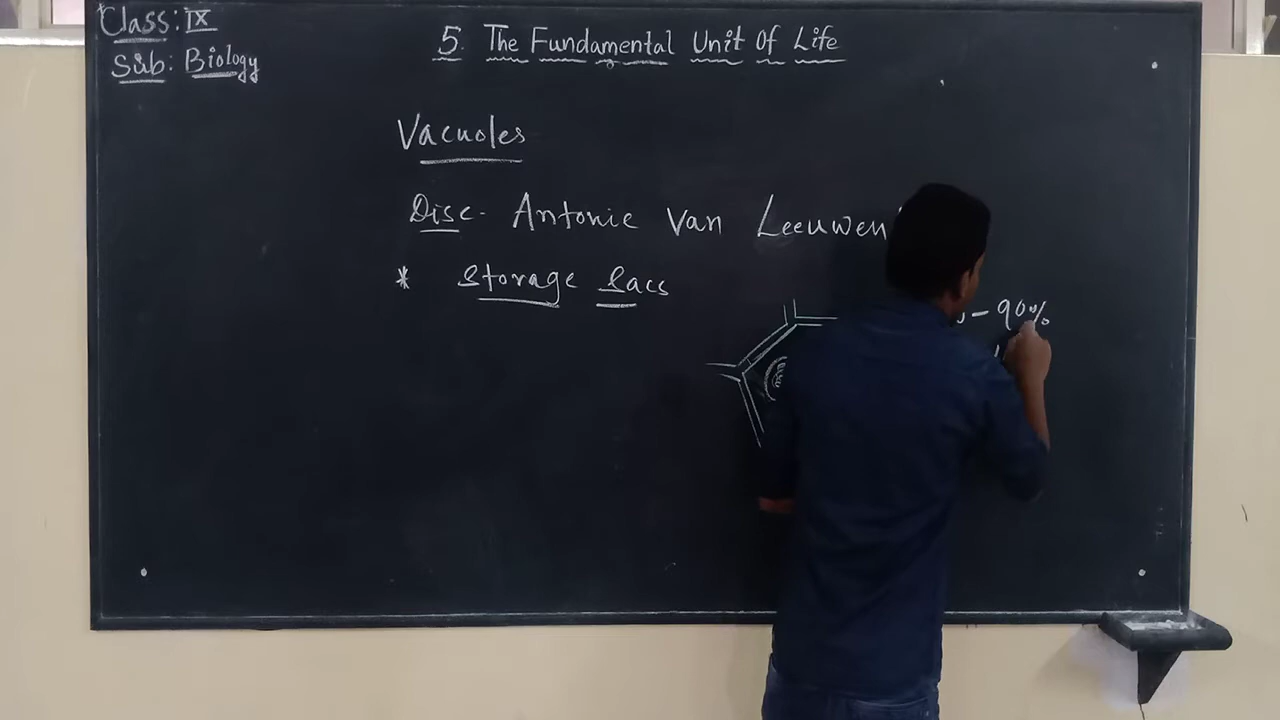 Class: IX
Sub: Biology
5. The Fundamental Unit Of Life
Vacuoles
Disc. Antonie Van Leeuwen
* Storage Sacs
- 90%